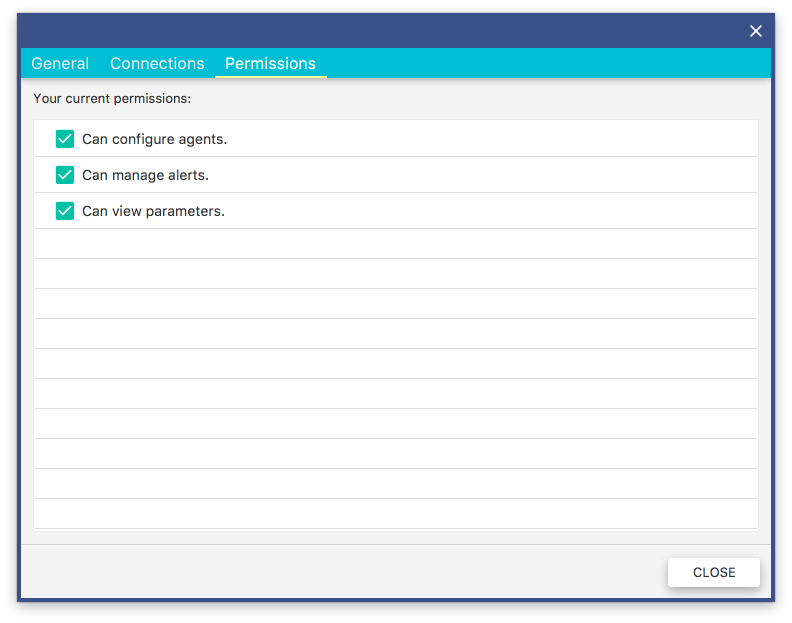 General Connections Permissions
Your current permissions:
Can configure agents.
Can manage alerts.
Can view parameters.
CLOSE